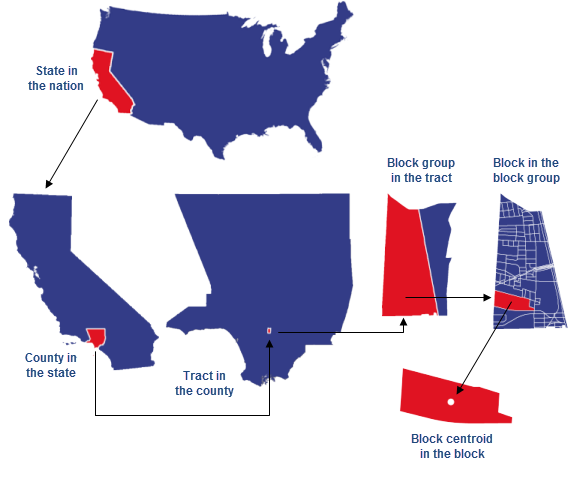 State in
the nation
Block group
in the tract
Block in the
block group
County in
the state
Tract in
the county
Block centroid
in the block